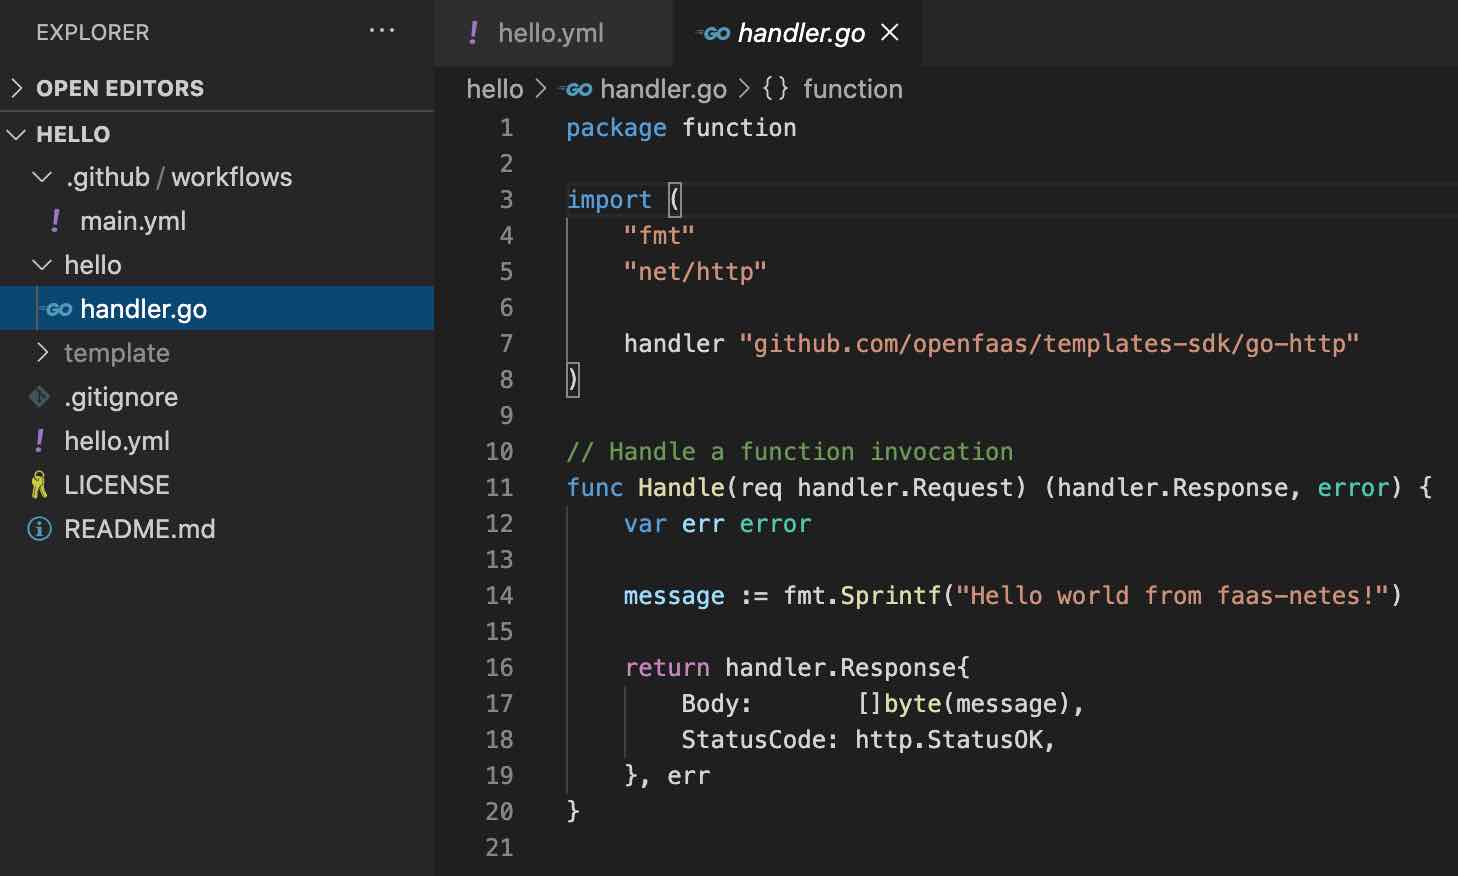 EXPLORER ...
OPEN EDITORS
HELLO
.github / workflows
! main.yml
hello
GO handler.go
template
.gitignore
! hello.yml
LICENSE
README.md
! hello.yml
GO handler.go ×
hello > GO handler.go > {} function
1 package function
2
3 import (
4     "fmt"
5     "net/http"
6
7     handler "github.com/openfaas/templates-sdk/go-http"
8 )
9
10 // Handle a function invocation
11 func Handle(req handler.Request) (handler.Response, error) {
12     var err error
13
14     message := fmt.Sprintf("Hello world from faas-netes!")
15
16     return handler.Response{
17         Body:       []byte(message),
18         StatusCode: http.StatusOK,
19     }, err
20 }
21